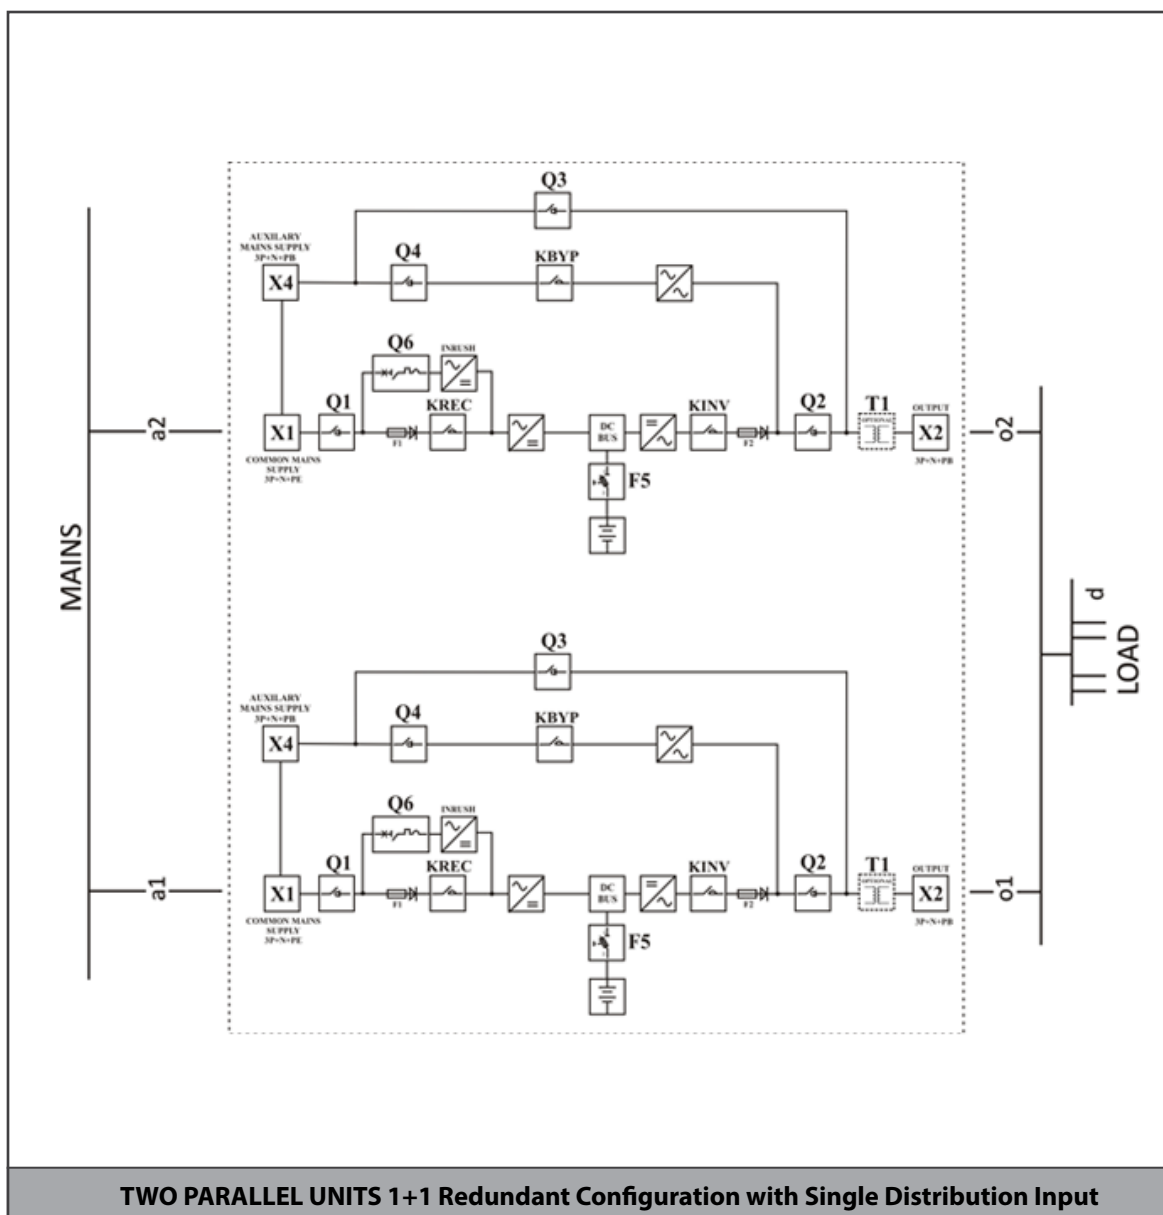 Q3
AUXILARY
MAINS SUPPLY
3P+N+PB
X4
Q4
KBYP
Q6
INRUSH
Q1
KREC
KINV
Q2
T1
OPTIONAL
OUTPUT
a2
X1
F1
DC
BUS
F2
X2
o2
COMMON MAINS
SUPPLY
3P+N+PE
3P+N+PB
F5
MAINS
d
LOAD
Q3
AUXILARY
MAINS SUPPLY
3P+N+PB
X4
Q4
KBYP
Q6
INRUSH
Q1
KREC
KINV
Q2
T1
OPTIONAL
OUTPUT
a1
X1
F1
DC
BUS
F2
X2
o1
COMMON MAINS
SUPPLY
3P+N+PE
3P+N+PB
F5
TWO PARALLEL UNITS 1+1 Redundant Configuration with Single Distribution Input